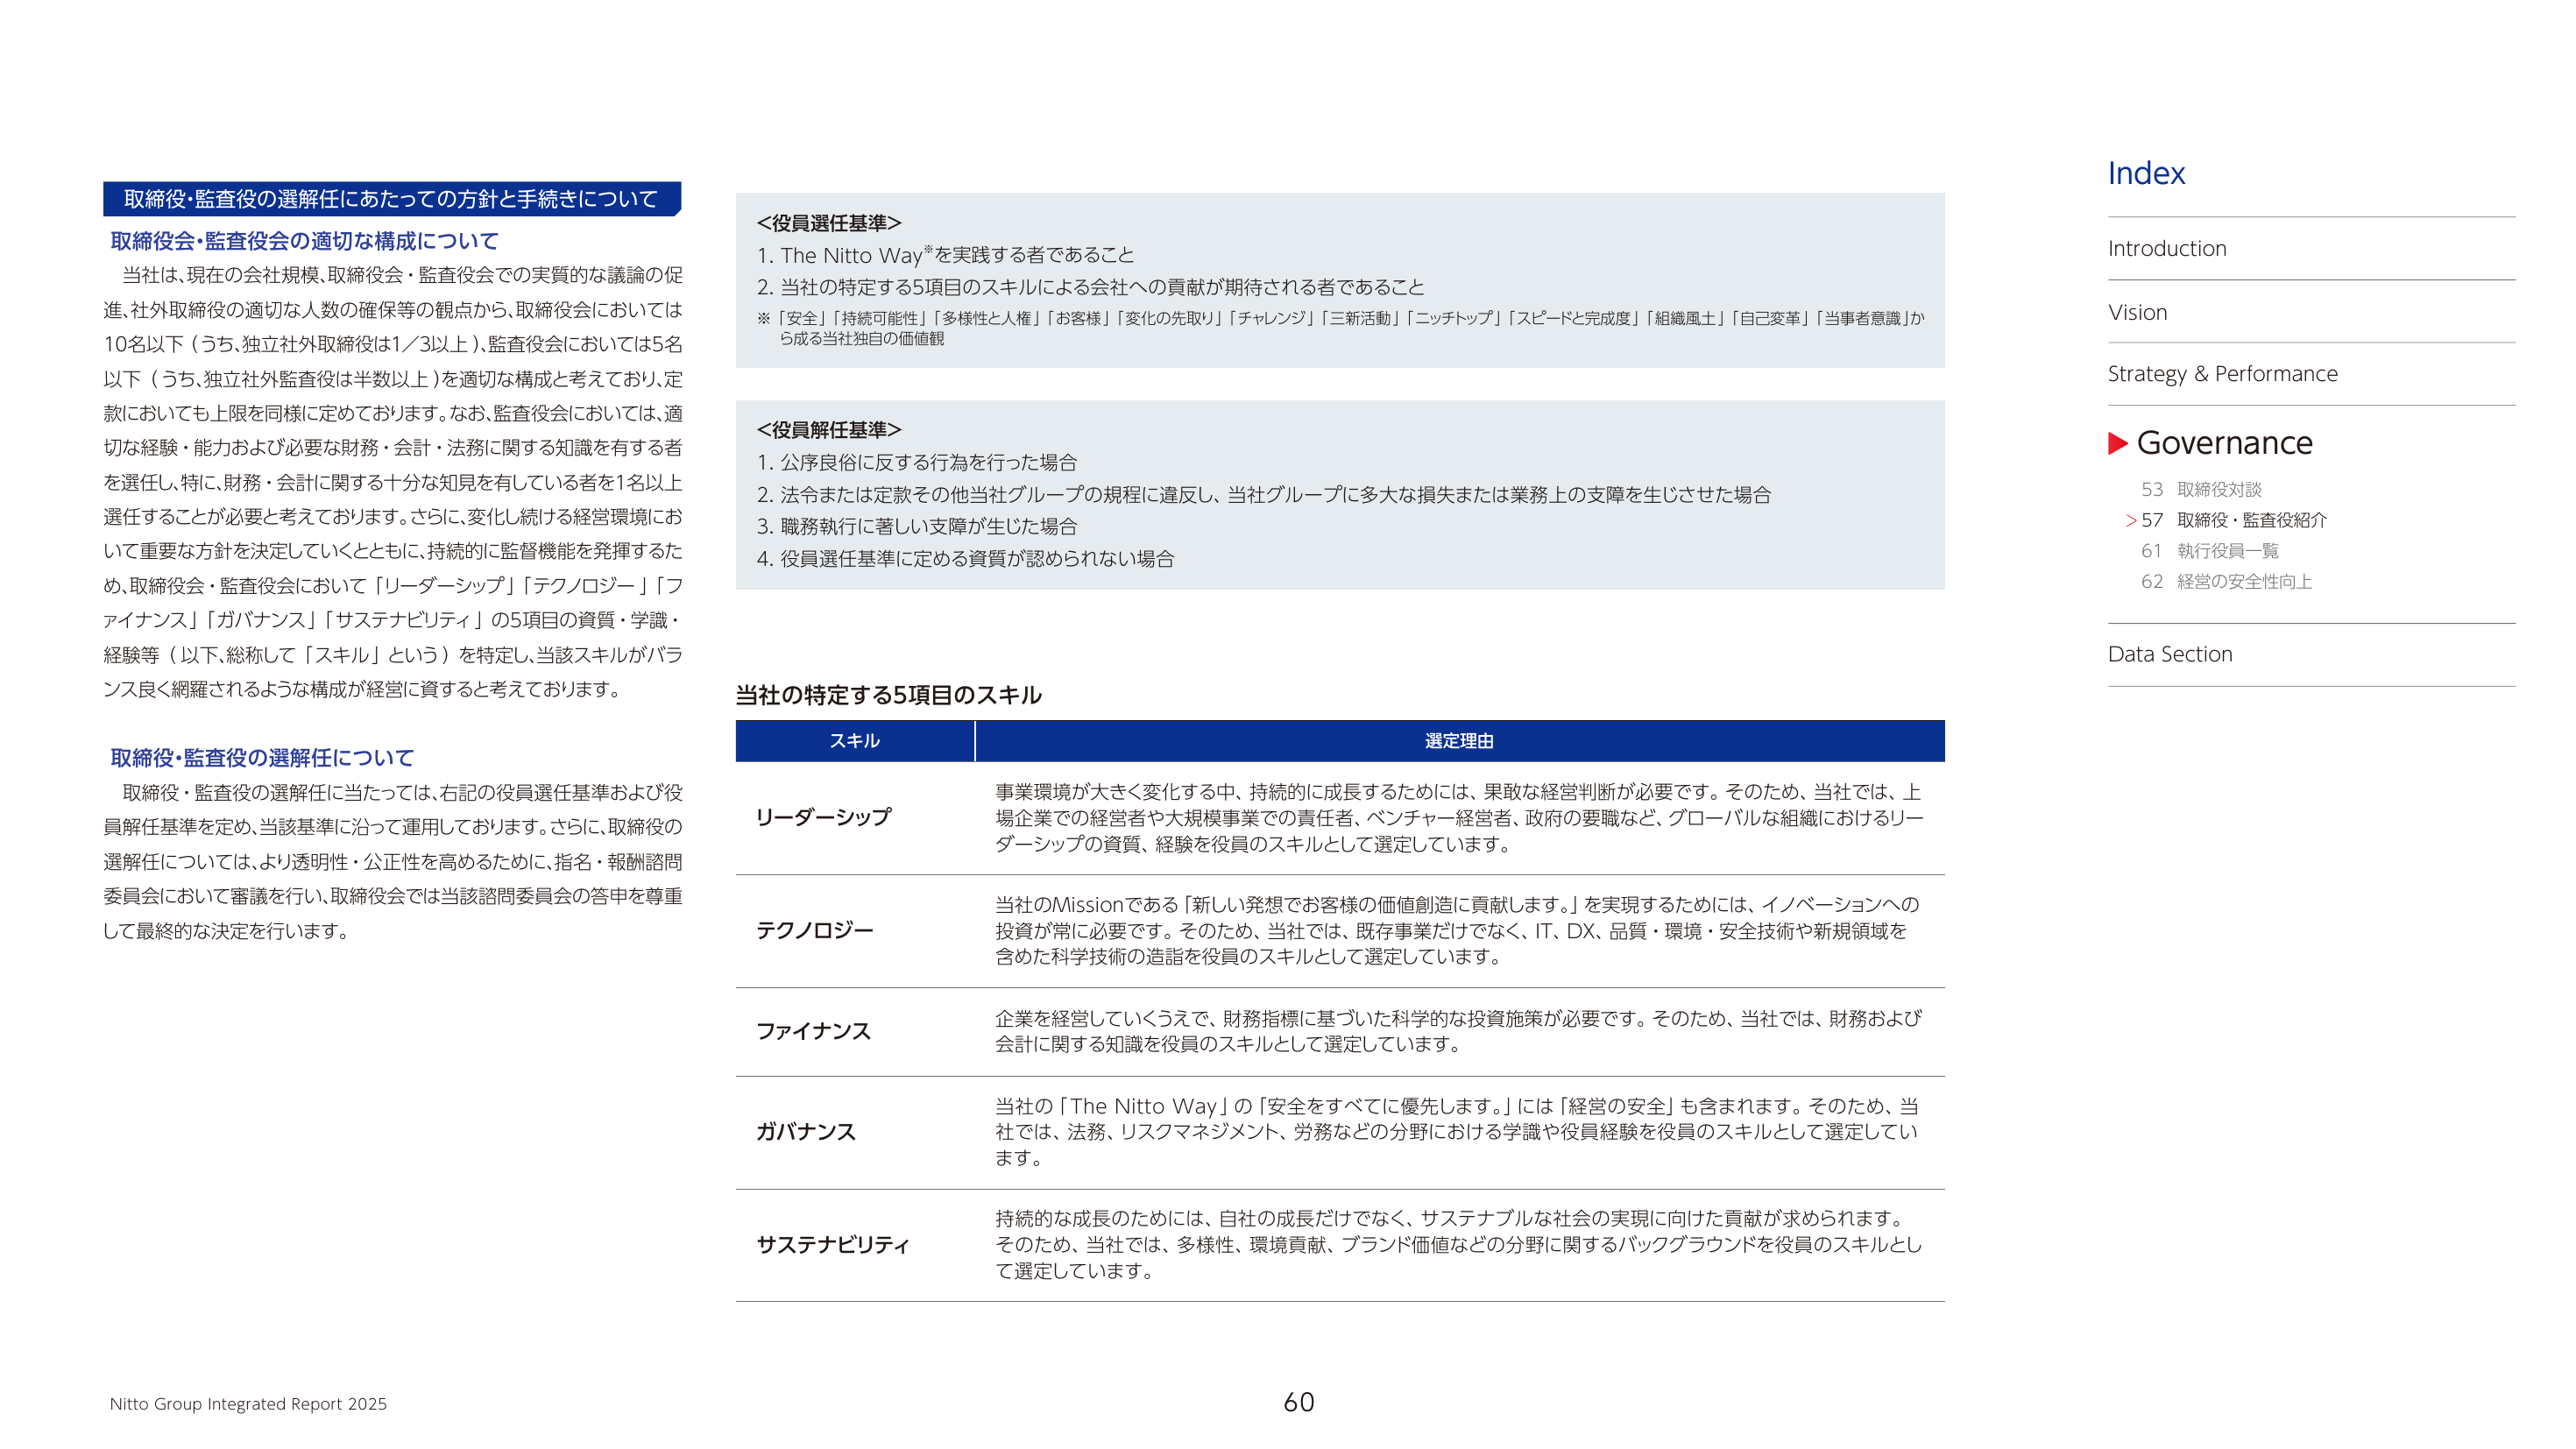 取締役・監査役の選解任にあたっての方針と手続きについて
取締役会・監査役会の適切な構成について
当社は、現在の会社規模、取締役会・監査役会での実質的な議論の促
進、社外取締役の適切な人数の確保等の観点から、取締役会においては
10名以下（うち、独立社外取締役は1／3以上）、監査役会においては5名
以下（うち、独立社外監査役は半数以上）を適切な構成と考えており、定
款においても上限を同様に定めております。なお、監査役会においては、適
切な経験・能力および必要な財務・会計・法務に関する知識を有する者
を選任し、特に、財務・会計に関する十分な知見を有している者を1名以上
選任することが必要と考えております。さらに、変化し続ける経営環境にお
いて重要な方針を決定していくとともに、持続的に監督機能を発揮するた
め、取締役会・監査役会において「リーダーシップ」「テクノロジー」「フ
ァイナンス」「ガバナンス」「サステナビリティ」の5項目の資質・学識・
経験等（以下、総称して「スキル」という）を特定し、当該スキルがバラ
ンス良く網羅されるような構成が経営に資すると考えております。
取締役・監査役の選解任について
取締役・監査役の選解任に当たっては、右記の役員選任基準および役
員解任基準を定め、当該基準に沿って運用しております。さらに、取締役の
選解任については、より透明性・公正性を高めるために、指名・報酬諮問
委員会において審議を行い、取締役会では当該諮問委員会の答申を尊重
して最終的な決定を行います。
<役員選任基準>
1. The Nitto Way※を実践する者であること
2. 当社の特定する5項目のスキルによる会社への貢献が期待される者であること
※「安全」「持続可能性」「多様性と人権」「お客様」「変化の先取り」「チャレンジ」「三新活動」「ニッチトップ」「スピードと完成度」「組織風土」「自己変革」「当事者意識」か
ら成る当社独自の価値観
<役員解任基準>
1. 公序良俗に反する行為を行った場合
2. 法令または定款その他当社グループの規程に違反し、当社グループに多大な損失または業務上の支障を生じさせた場合
3. 職務執行に著しい支障が生じた場合
4. 役員選任基準に定める資質が認められない場合
当社の特定する5項目のスキル
スキル
選定理由
リーダーシップ
事業環境が大きく変化する中、持続的に成長するためには、果敢な経営判断が必要です。そのため、当社では、上
場企業での経営者や大規模事業での責任者、ベンチャー経営者、政府の要職など、グローバルな組織におけるリー
ダーシップの資質、経験を役員のスキルとして選定しています。
テクノロジー
当社のMissionである「新しい発想でお客様の価値創造に貢献します。」を実現するためには、イノベーションへの
投資が常に必要です。そのため、当社では、既存事業だけでなく、IT、DX、品質・環境・安全技術や新規領域を
含めた科学技術の造詣を役員のスキルとして選定しています。
ファイナンス
企業を経営していくうえで、財務指標に基づいた科学的な投資施策が必要です。そのため、当社では、財務および
会計に関する知識を役員のスキルとして選定しています。
ガバナンス
当社の「The Nitto Way」の「安全をすべてに優先します。」には「経営の安全」も含まれます。そのため、当
社では、法務、リスクマネジメント、労務などの分野における学識や役員経験を役員のスキルとして選定してい
ます。
サステナビリティ
持続的な成長のためには、自社の成長だけでなく、サステナブルな社会の実現に向けた貢献が求められます。
そのため、当社では、多様性、環境貢献、ブランド価値などの分野に関するバックグラウンドを役員のスキルとし
て選定しています。
Index
Introduction
Vision
Strategy & Performance
Governance
53 取締役対談
> 57 取締役・監査役紹介
61 執行役員一覧
62 経営の安全性向上
Data Section
Nitto Group Integrated Report 2025
60